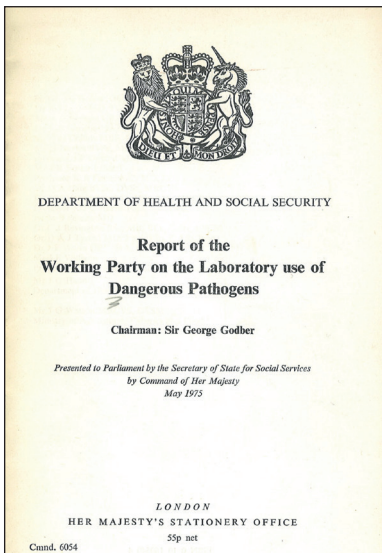 DIEU ET MON DROIT
DEPARTMENT OF HEALTH AND SOCIAL SECURITY
Report of the
Working Party on the Laboratory use of
Dangerous Pathogens
Chairman: Sir George Godber
Presented to Parliament by the Secretary of State for Social Services
by Command of Her Majesty
May 1975
LONDON
HER MAJESTY'S STATIONERY OFFICE
55p net
Cmnd. 6054